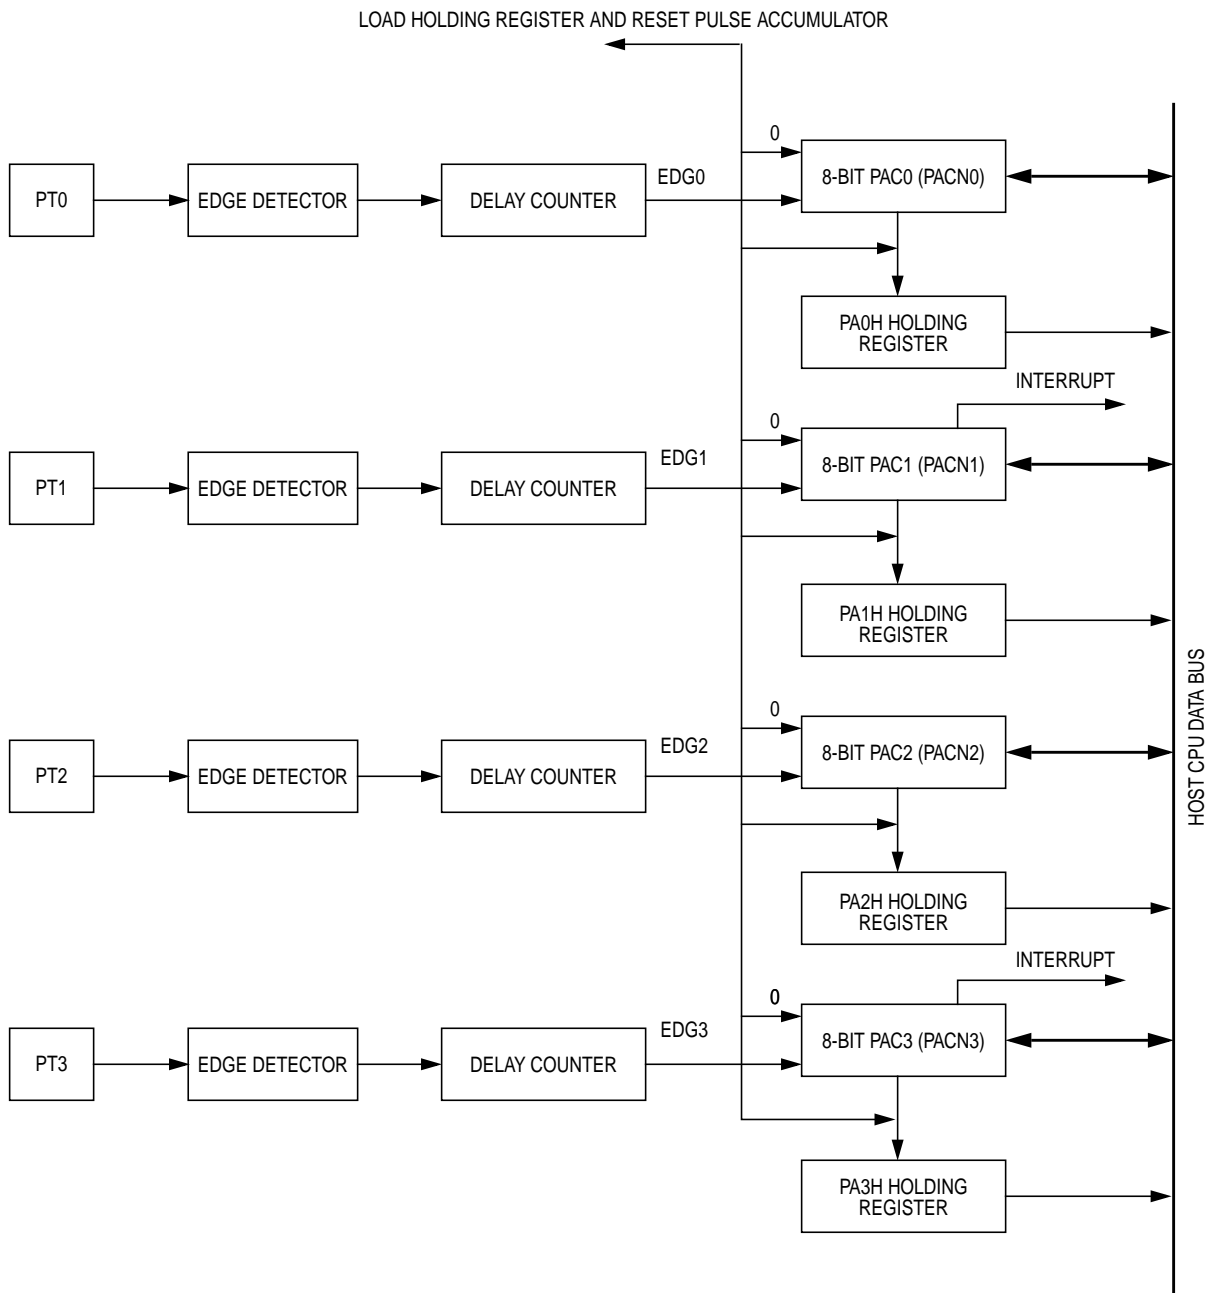 LOAD HOLDING REGISTER AND RESET PULSE ACCUMULATOR
0
PT0
EDGE DETECTOR
DELAY COUNTER
EDG0
8-BIT PAC0 (PACN0)
PA0H HOLDING
REGISTER
INTERRUPT
0
PT1
EDGE DETECTOR
DELAY COUNTER
EDG1
8-BIT PAC1 (PACN1)
PA1H HOLDING
REGISTER
0
PT2
EDGE DETECTOR
DELAY COUNTER
EDG2
8-BIT PAC2 (PACN2)
PA2H HOLDING
REGISTER
INTERRUPT
0
PT3
EDGE DETECTOR
DELAY COUNTER
EDG3
8-BIT PAC3 (PACN3)
PA3H HOLDING
REGISTER
HOST CPU DATA BUS